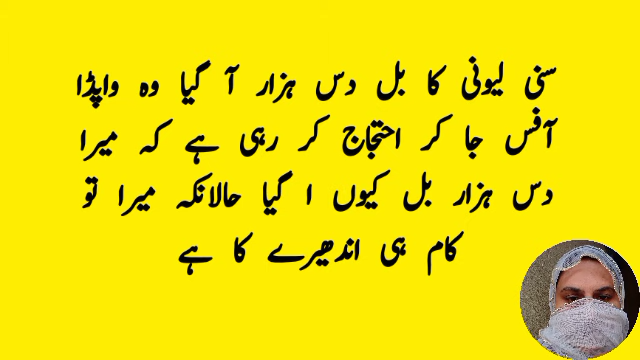 سنی لیونی کا بل دس ہزار آ گیا وہ واپڈا
آفس جا کر احتجاج کر رہی ہے کہ میرا
دس ہزار بل کیوں ا گیا حالانکہ میرا تو
کام ہی اندھیرے کا ہے